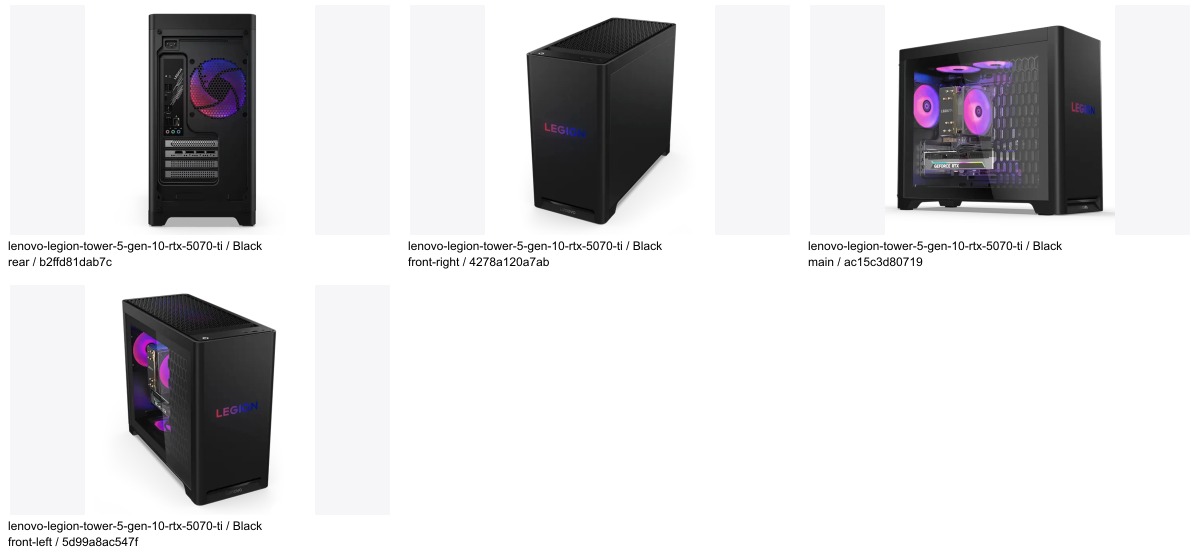 LEGION
LEGION
GEFORCE RTX
lenovo-legion-tower-5-gen-10-rtx-5070-ti / Black
rear / b2ffd81dab7c
lenovo-legion-tower-5-gen-10-rtx-5070-ti / Black
front-right / 4278a120a7ab
lenovo-legion-tower-5-gen-10-rtx-5070-ti / Black
main / ac15c3d80719
LEGION
lenovo-legion-tower-5-gen-10-rtx-5070-ti / Black
front-left / 5d99a8ac547f